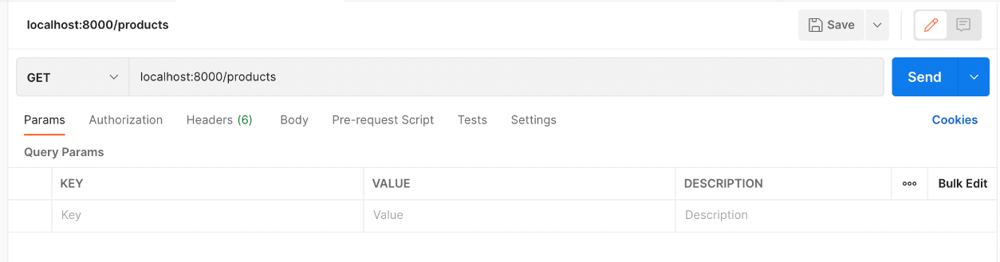 localhost:8000/products
Save
GET
localhost:8000/products
Send
Params Authorization Headers (6) Body Pre-request Script Tests Settings Cookies
Query Params
KEY VALUE DESCRIPTION ooo Bulk Edit
Key Value Description